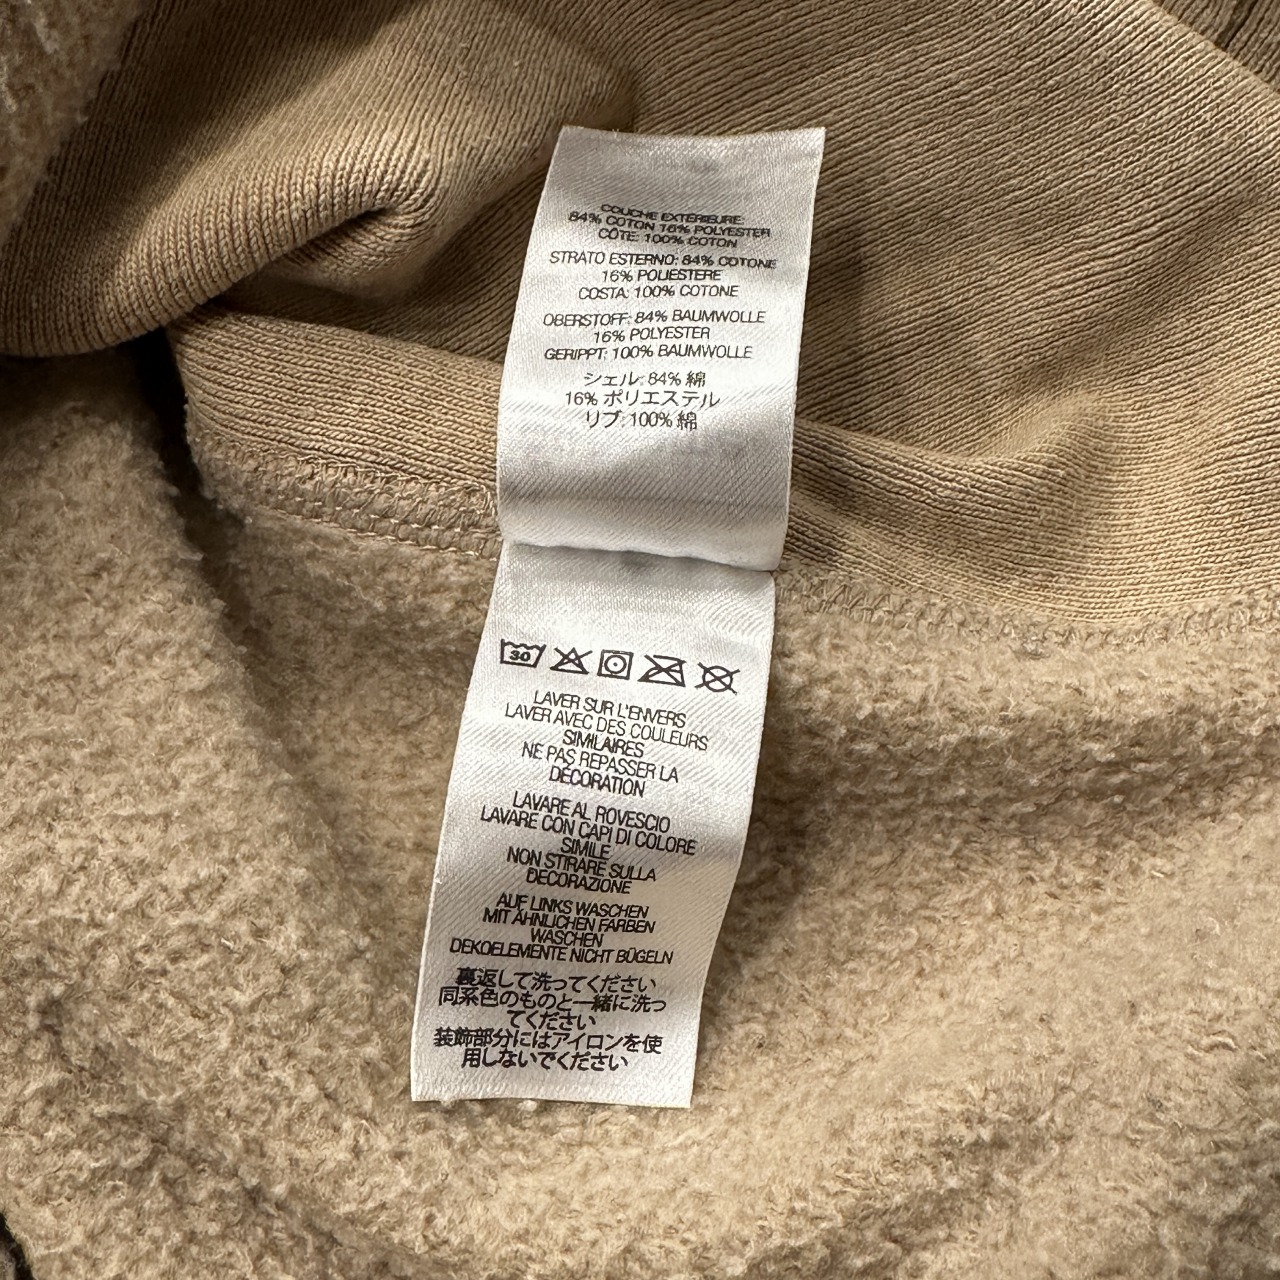 COUCHE EXTÉRIEURE:
84% COTON 16% POLYESTER
CÔTE: 100% COTON
STRATO ESTERNO: 84% COTONE
16% POLIESTERE
COSTA: 100% COTONE
OBERSTOFF: 84% BAUMWOLLE
16% POLYESTER
GERIPPT: 100% BAUMWOLLE
シェル: 84% 綿
16% ポリエステル
リブ: 100% 綿
30
LAVER SUR L'ENVERS
LAVER AVEC DES COULEURS
SIMILAIRES
NE PAS REPASSER LA
DÉCORATION
LAVARE AL ROVESCIO
LAVARE CON CAPI DI COLORE
SIMILE
NON STIRARE SULLA
DECORAZIONE
AUF LINKS WASCHEN
MIT ÄHNLICHEN FARBEN
WASCHEN
DEKOELEMENTE NICHT BÜGELN
裏返して洗ってください
同系色のものと一緒に洗っ
てください
装飾部分にはアイロンを使
用しないでください